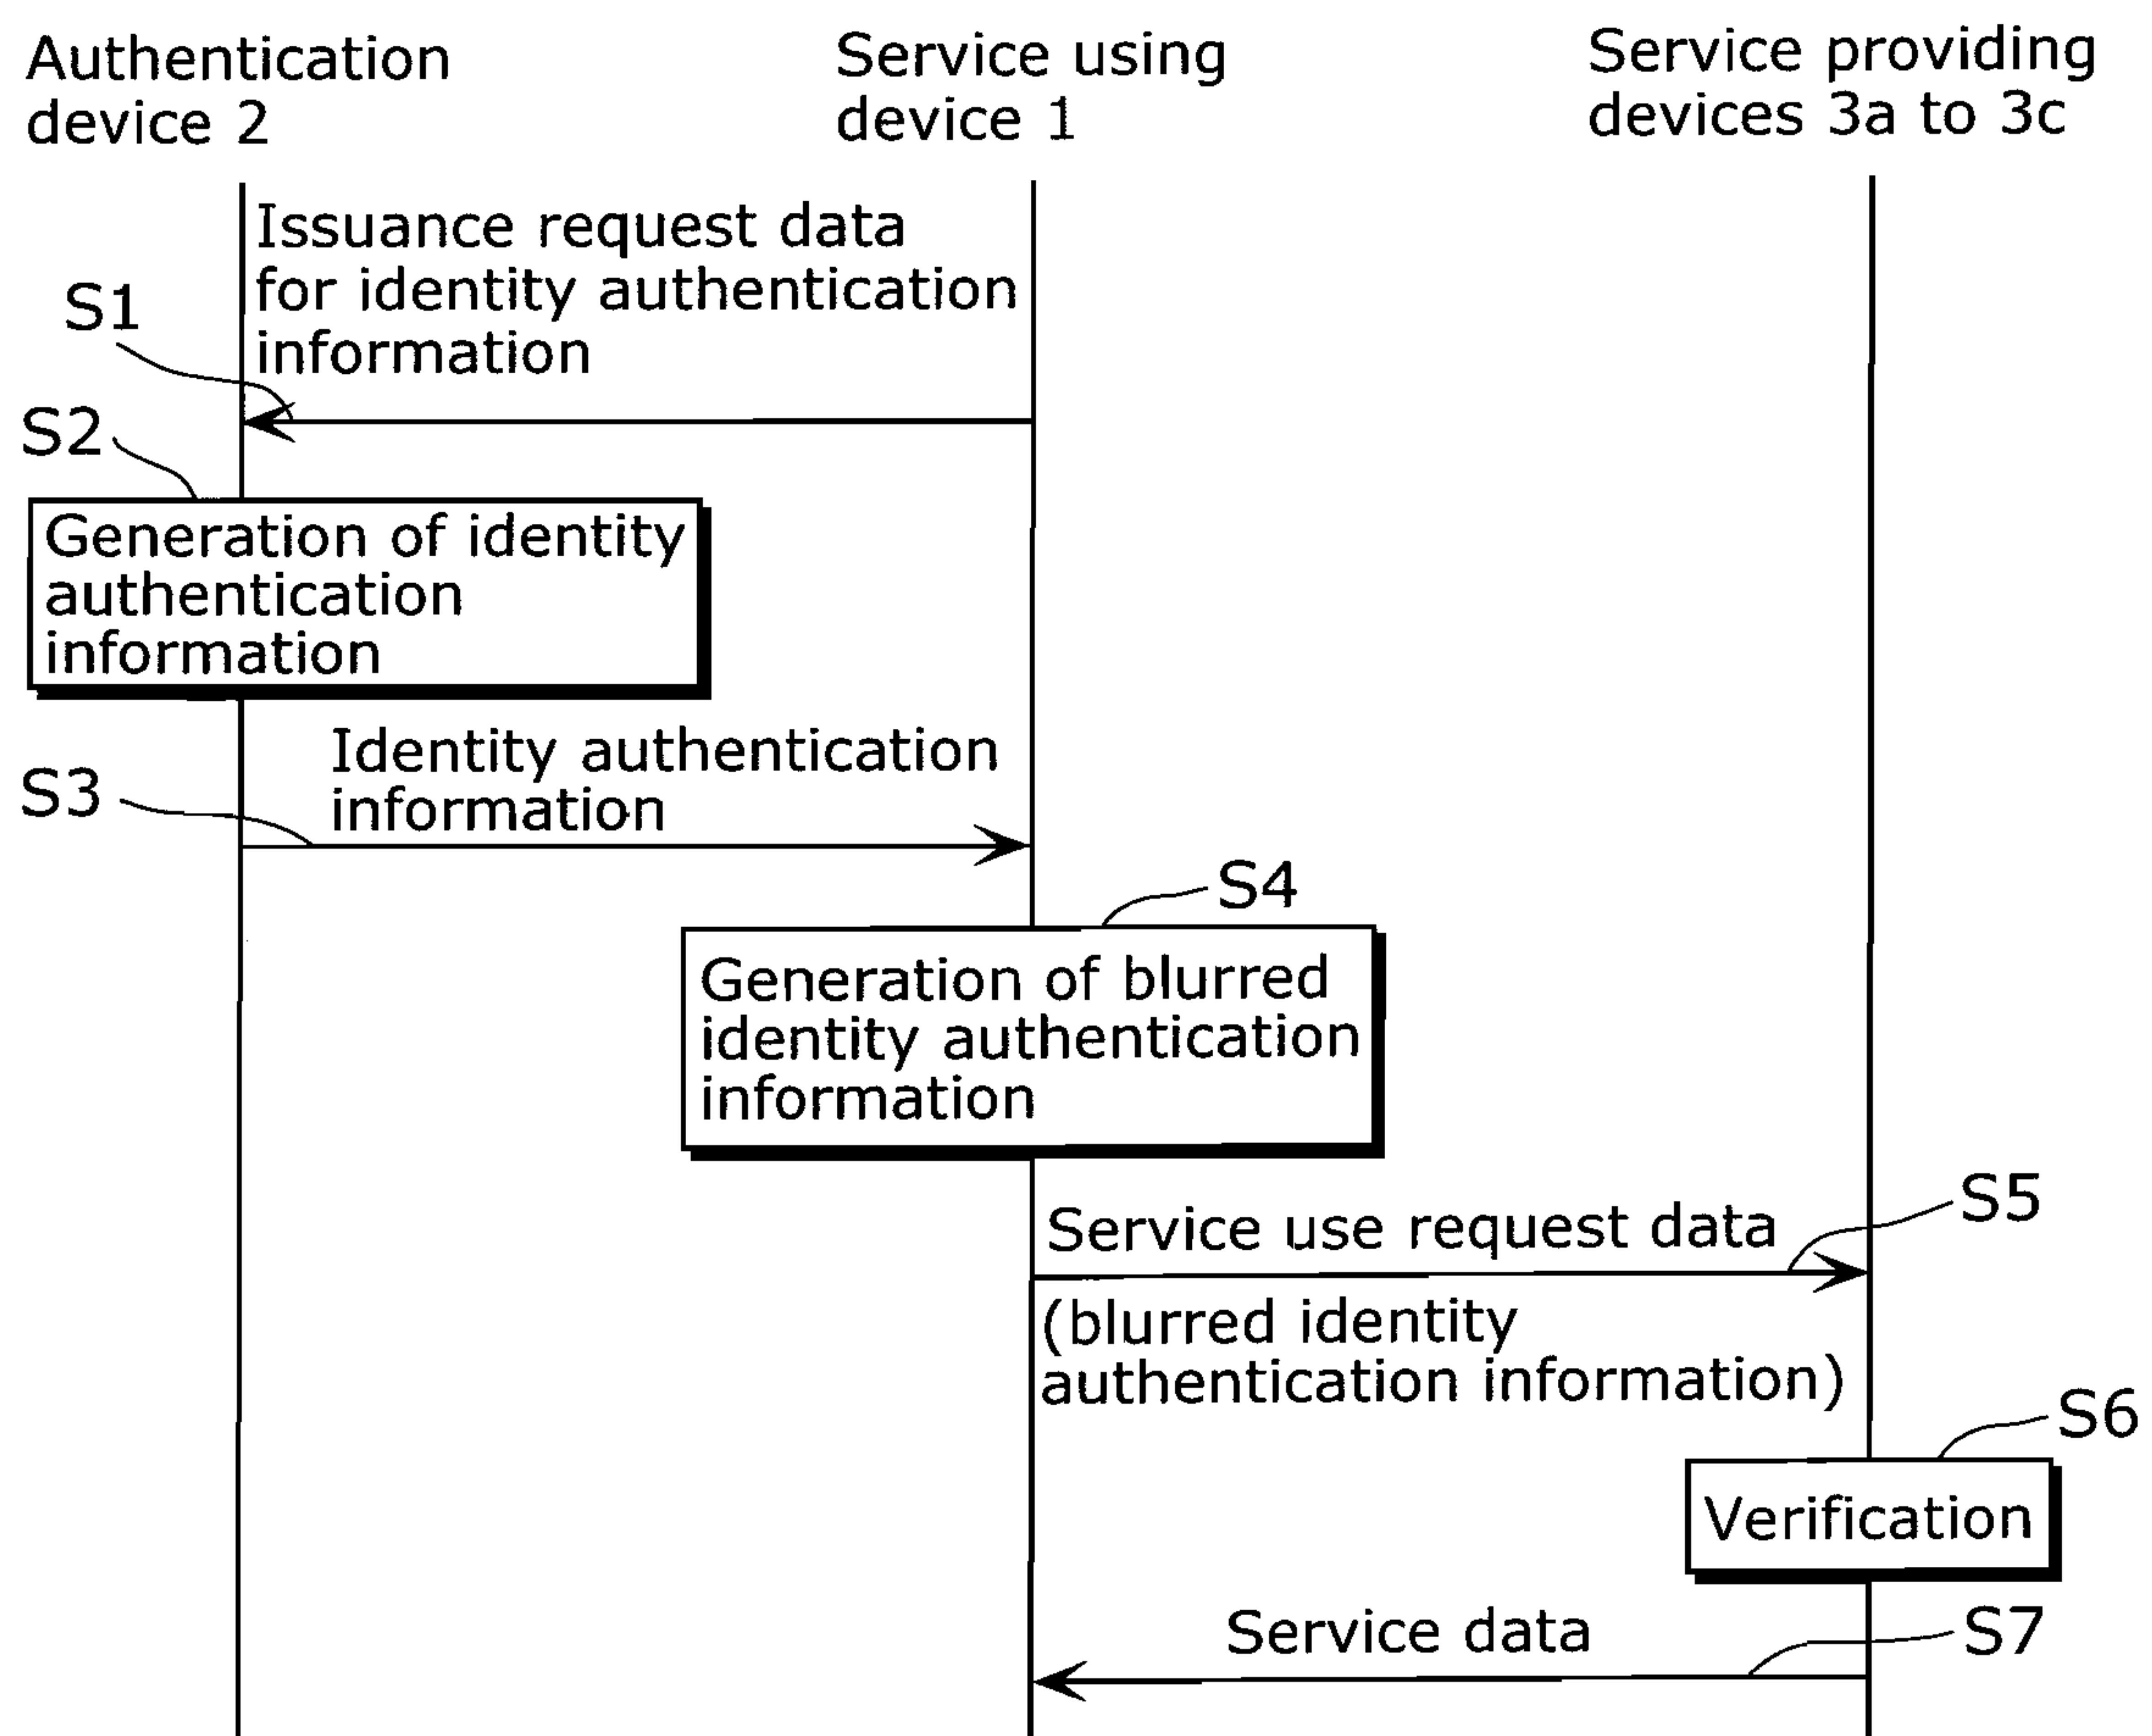 Authentication
device 2
Service using
device 1
Service providing
devices 3a to 3c
Issuance request data
for identity authentication
information
S1
S2
Generation of identity
authentication
information
Identity authentication
information
S3
S4
Generation of blurred
identity authentication
information
S5
Service use request data
(blurred identity
authentication information)
S6
Verification
Service data
S7